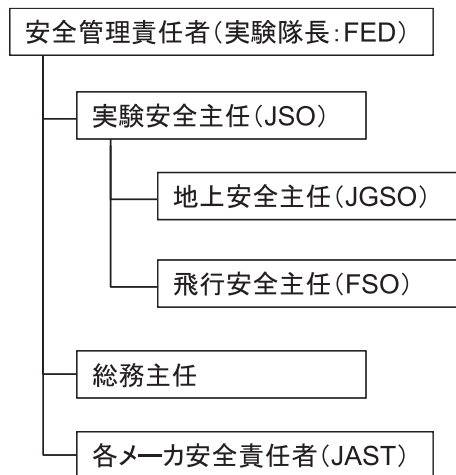 安全管理責任者(実験隊長:FED)
実験安全主任(JSO)
地上安全主任(JGSO)
飛行安全主任(FSO)
総務主任
各メーカ安全責任者(JAST)